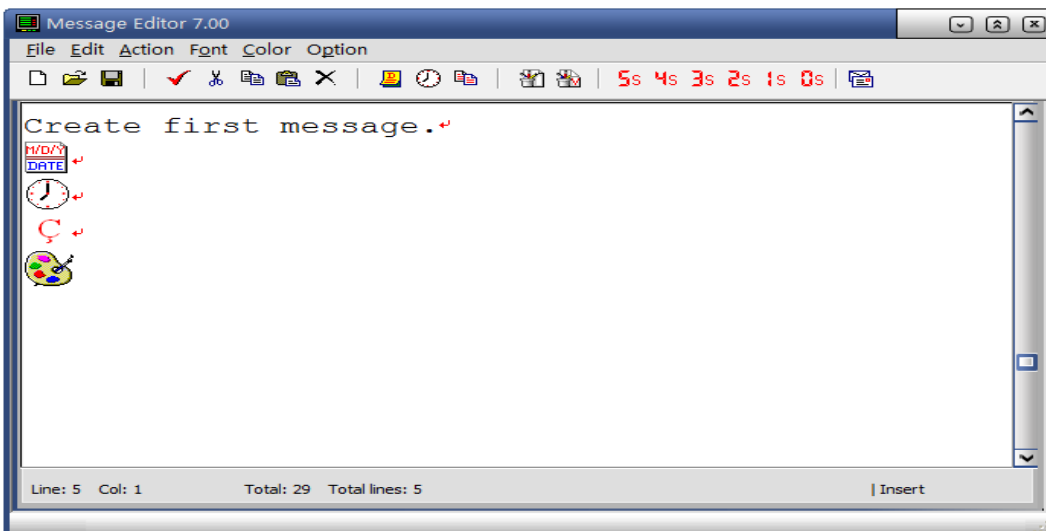 Message Editor 7.00
File Edit Action Font Color Option
5s 4s 3s 2s 1s 0s
Create first message.
M/D/Y
DATE
Ç
Line: 5 Col: 1 Total: 29 Total lines: 5 | Insert